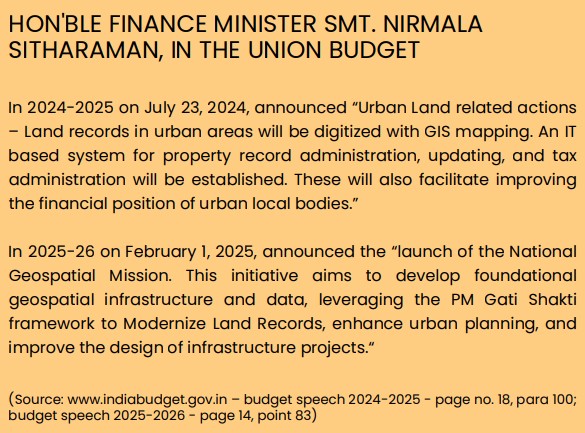 HON'BLE FINANCE MINISTER SMT. NIRMALA
SITHARAMAN, IN THE UNION BUDGET
In 2024-2025 on July 23, 2024, announced “Urban Land related actions
– Land records in urban areas will be digitized with GIS mapping. An IT
based system for property record administration, updating, and tax
administration will be established. These will also facilitate improving
the financial position of urban local bodies.”
In 2025-26 on February 1, 2025, announced the “launch of the National
Geospatial Mission. This initiative aims to develop foundational
geospatial infrastructure and data, leveraging the PM Gati Shakti
framework to Modernize Land Records, enhance urban planning, and
improve the design of infrastructure projects.“
(Source: www.indiabudget.gov.in – budget speech 2024-2025 - page no. 18, para 100;
budget speech 2025-2026 - page 14, point 83)